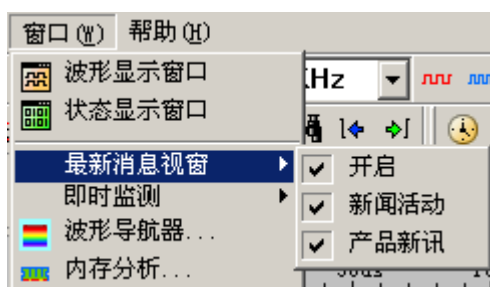 窗口(W) 帮助(H)
波形显示窗口
KHz
状态显示窗口
最新消息视窗
开启
即时监测
新闻活动
波形导航器...
产品新讯
内存分析...